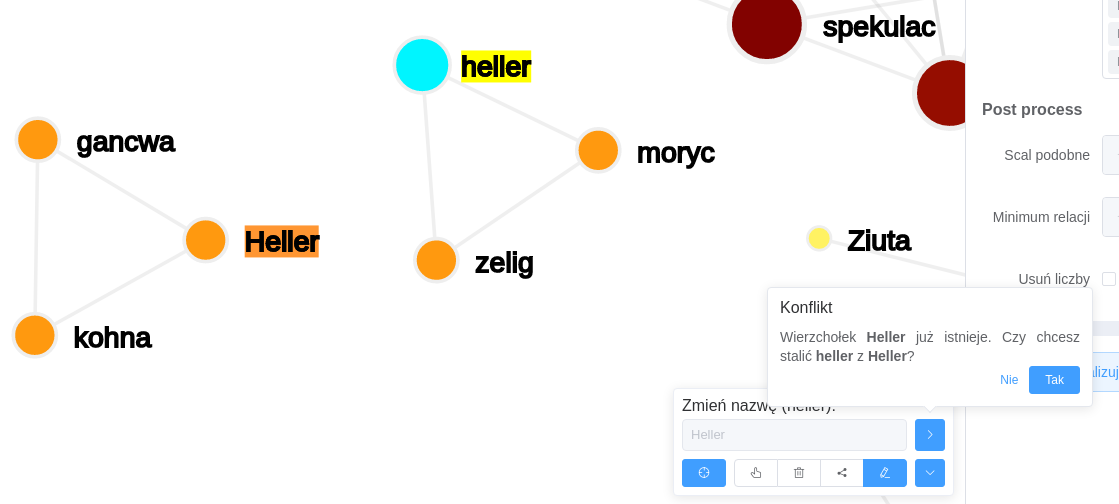 spekulac
heller
gancwa
moryc
Heller
zelig
Ziuta
kohna
Post process
Scal podobne
Minimum relacji
Usuń liczby
Konflikt
Wierzchołek Heller już istnieje. Czy chcesz
stalić heller z Heller?
Nie
Tak
Zmień nazwę (heller):
Heller